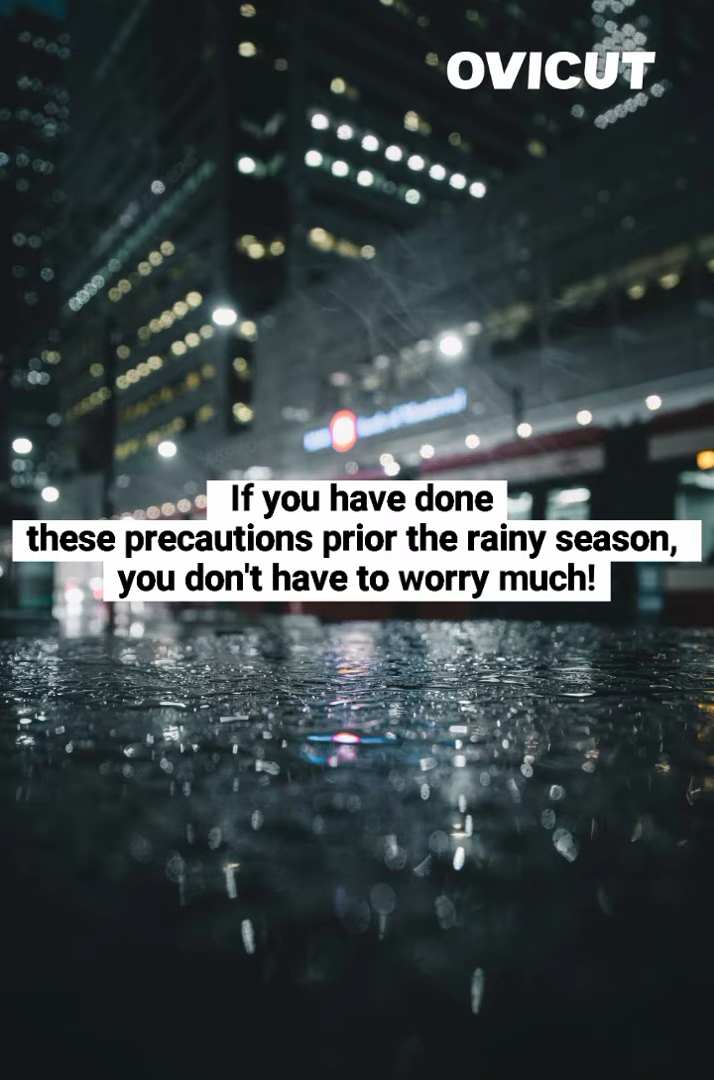 OVICUT
If you have done
these precautions prior the rainy season,
you don't have to worry much!